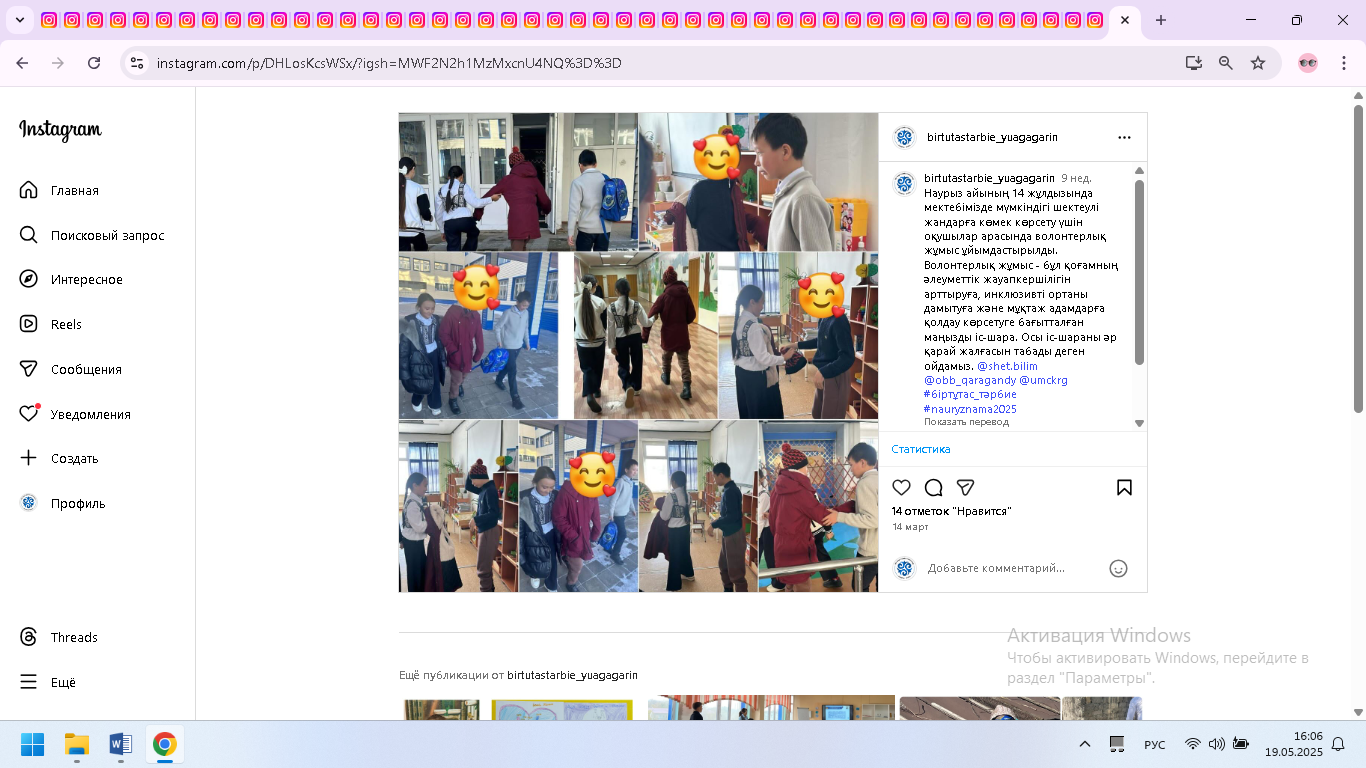 instagram.com/p/DHLosKcsWSx/?igsh=MWF2N2h1MzMxcnU4NQ%3D%3D
Instagram
Главная
Поисковый запрос
Интересное
Reels
Сообщения
Уведомления
Создать
Профиль
Threads
Ещё
birtutastarbie_yuagagarin
birtutastarbie_yuagagarin 9 нед.
Наурыз айының 14 жұлдызында
мектебімізде мүмкіндігі шектеулі
жандарға көмек көрсету үшін
оқушылар арасында волонтерлық
жұмыс ұйымдастырылды.
Волонтерлық жұмыс - бұл қоғамның
әлеуметтік жауапкершілігін
арттыруға, инклюзивті ортаны
дамытуға және мұқтаж адамдарға
қолдау көрсетуге бағытталған
маңызды іс-шара. Осы іс-шараны әр
қарай жалғасын табады деген
ойдамыз. @shet.bilim
@obb_qaragandy @umckrg
#біртұтас_тәрбие
#nauryznama2025
Показать перевод
Статистика
14 отметок "Нравится"
14 март
Добавьте комментарий...
Ещё публикации от birtutastarbie_yuagagarin
Активация Windows
Чтобы активировать Windows, перейдите в
раздел "Параметры".
РУС
16:06
19.05.2025